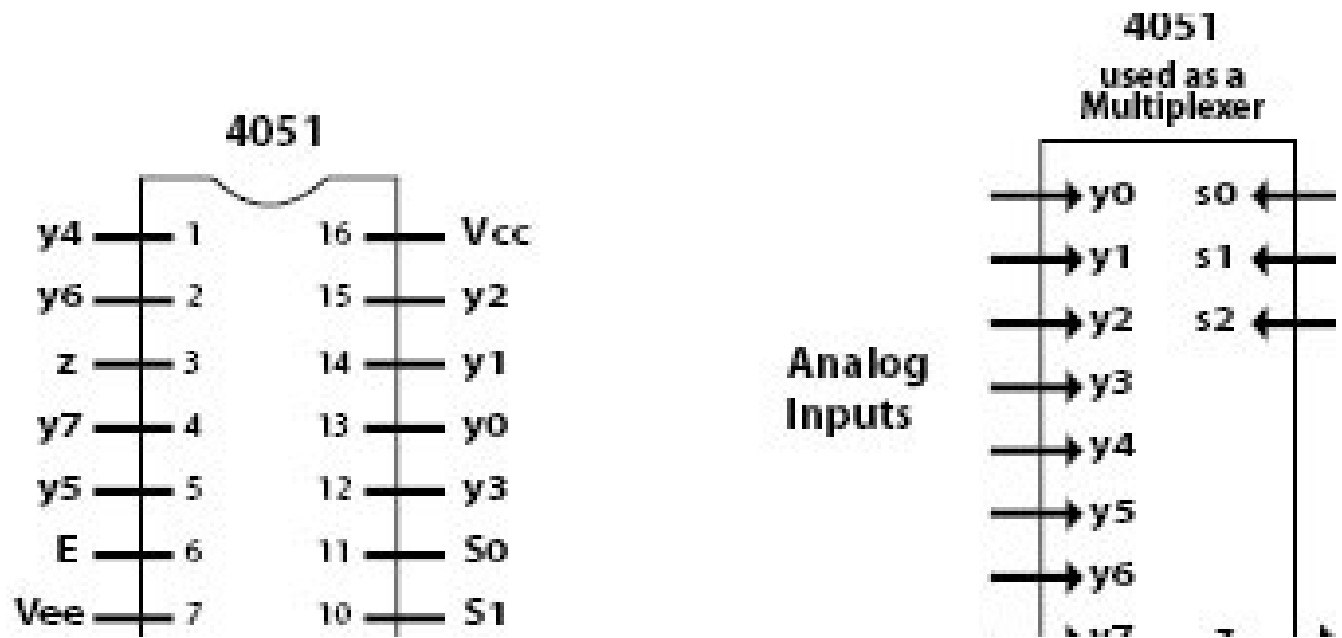 4051
y4 1 16 Vcc
y6 2 15 y2
z 3 14 y1
y7 4 13 y0
y5 5 12 y3
E 6 11 S0
Vee 7 10 S1
4051
used as a
Multiplexer
Analog
Inputs
y0 s0
y1 s1
y2 s2
y3
y4
y5
y6
y7 z